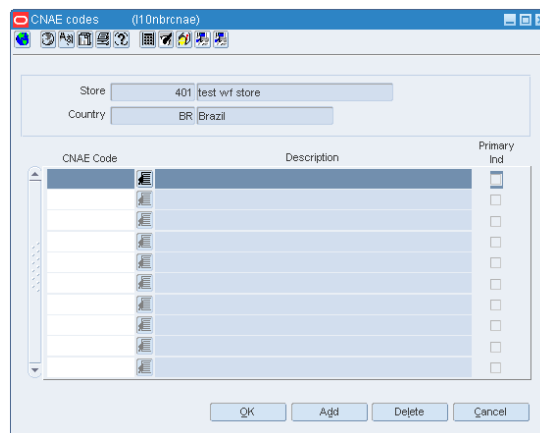 CNAE codes (l10nbrcnae)
Store 401 test wf store
Country BR Brazil
CNAE Code Description Primary Ind
OK Add Delete Cancel